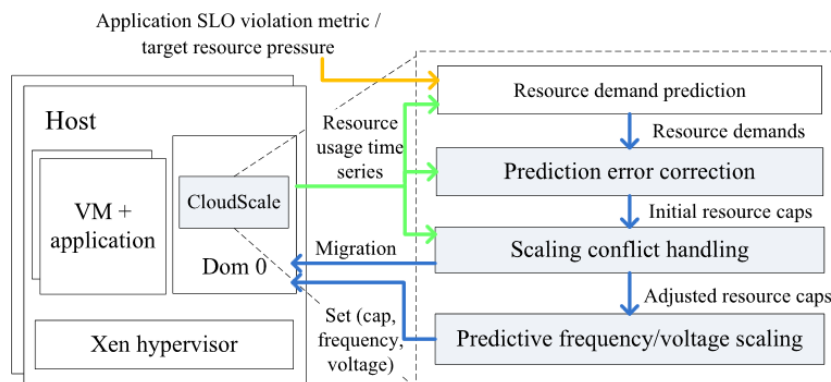 Application SLO violation metric /
target resource pressure
Host
VM +
application
CloudScale
Dom 0
Xen hypervisor
Resource
usage time
series
Migration
Set (cap,
frequency,
voltage)
Resource demand prediction
Resource demands
Prediction error correction
Initial resource caps
Scaling conflict handling
Adjusted resource caps
Predictive frequency/voltage scaling